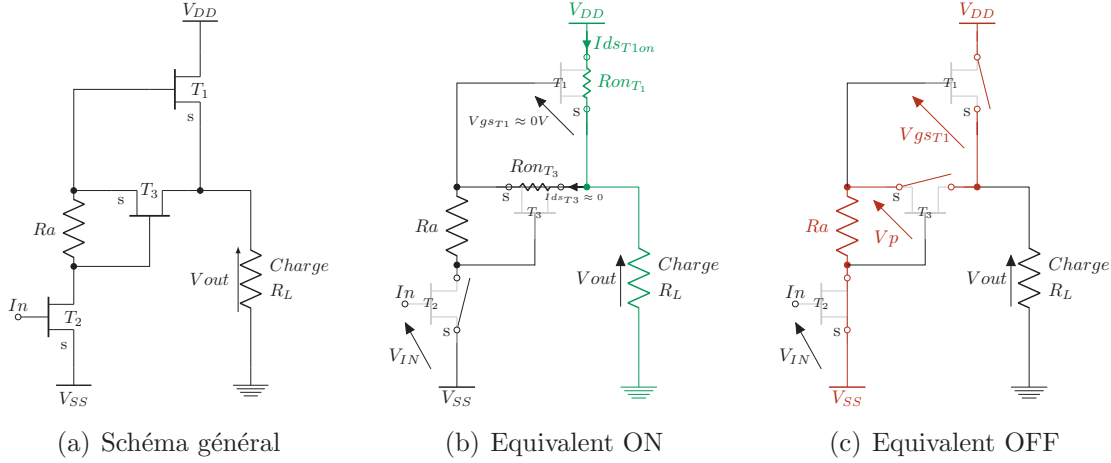 V_DD
T_1
s
T_3
s
Ra
In
T_2
s
V_SS
Vout
Charge
R_L
(a) Schéma général
V_DD
Ids_T1on
T_1
Ron_T1
s
Vgs_T1 ≈ 0V
Ron_T3
s
Ids_T3 ≈ 0
T_3
Ra
In
T_2
s
V_IN
V_SS
Vout
Charge
R_L
(b) Equivalent ON
V_DD
T_1
s
Vgs_T1
s
T_3
Vp
Ra
In
T_2
s
V_IN
V_SS
Vout
Charge
R_L
(c) Equivalent OFF